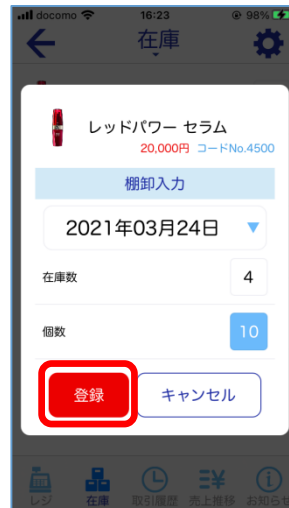 docomo 16:23 98%
在庫
レッドパワー セラム
20,000円 コードNo.4500
棚卸入力
2021年03月24日 ▼
在庫数 4
個数 10
登録 キャンセル
レジ 在庫 取引履歴 売上推移 お知らせ